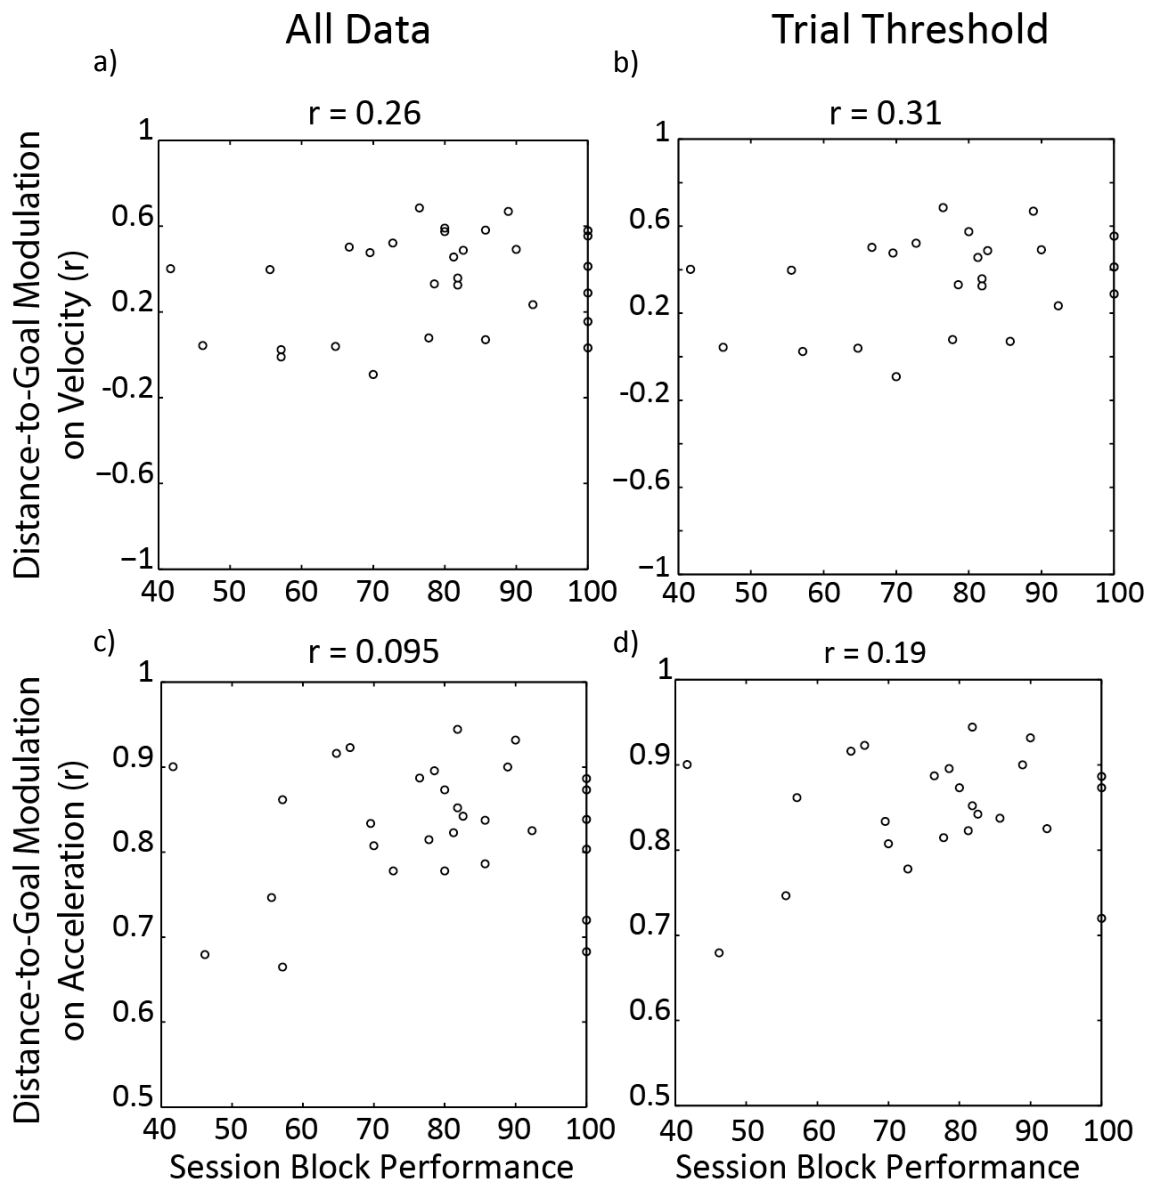 All Data
Trial Threshold
a)
b)
r = 0.26
r = 0.31
Distance-to-Goal Modulation
on Velocity (r)
1
0.6
0.2
-0.2
−0.6
−1
40 50 60 70 80 90 100
1
0.6
0.2
-0.2
−0.6
−1
40 50 60 70 80 90 100
c)
d)
r = 0.095
r = 0.19
Distance-to-Goal Modulation
on Acceleration (r)
1
0.9
0.8
0.7
0.6
0.5
40 50 60 70 80 90 100
Session Block Performance
1
0.9
0.8
0.7
0.6
0.5
40 50 60 70 80 90 100
Session Block Performance